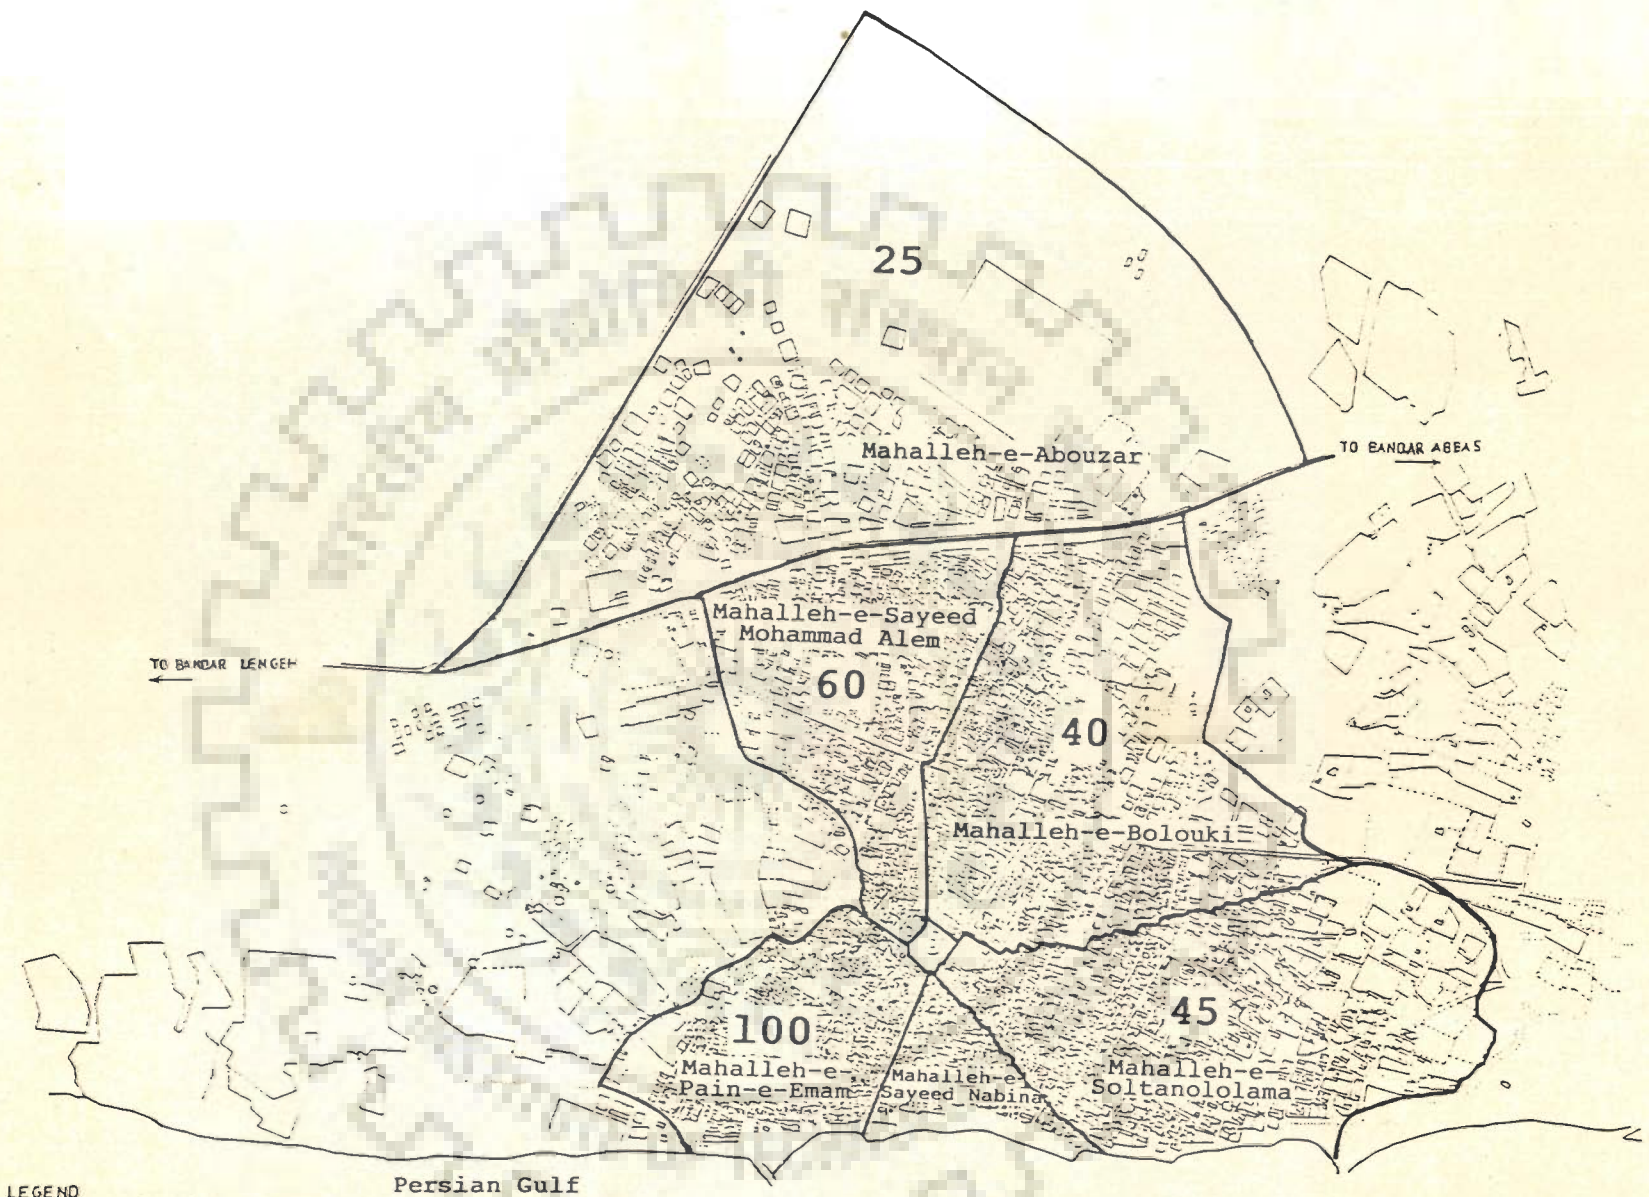 25
Mahalleh-e-Abouzar
TO BANDAR ABBAS
Mahalleh-e-Sayeed
Mohammad Alem
60
TO BANDAR LENGEH
40
Mahalleh-e-Bolouki
100
Mahalleh-e-
Pain-e-Emam
Mahalleh-e-
Sayeed Nabina
45
Mahalleh-e-
Soltanololama
Persian Gulf
LEGEND